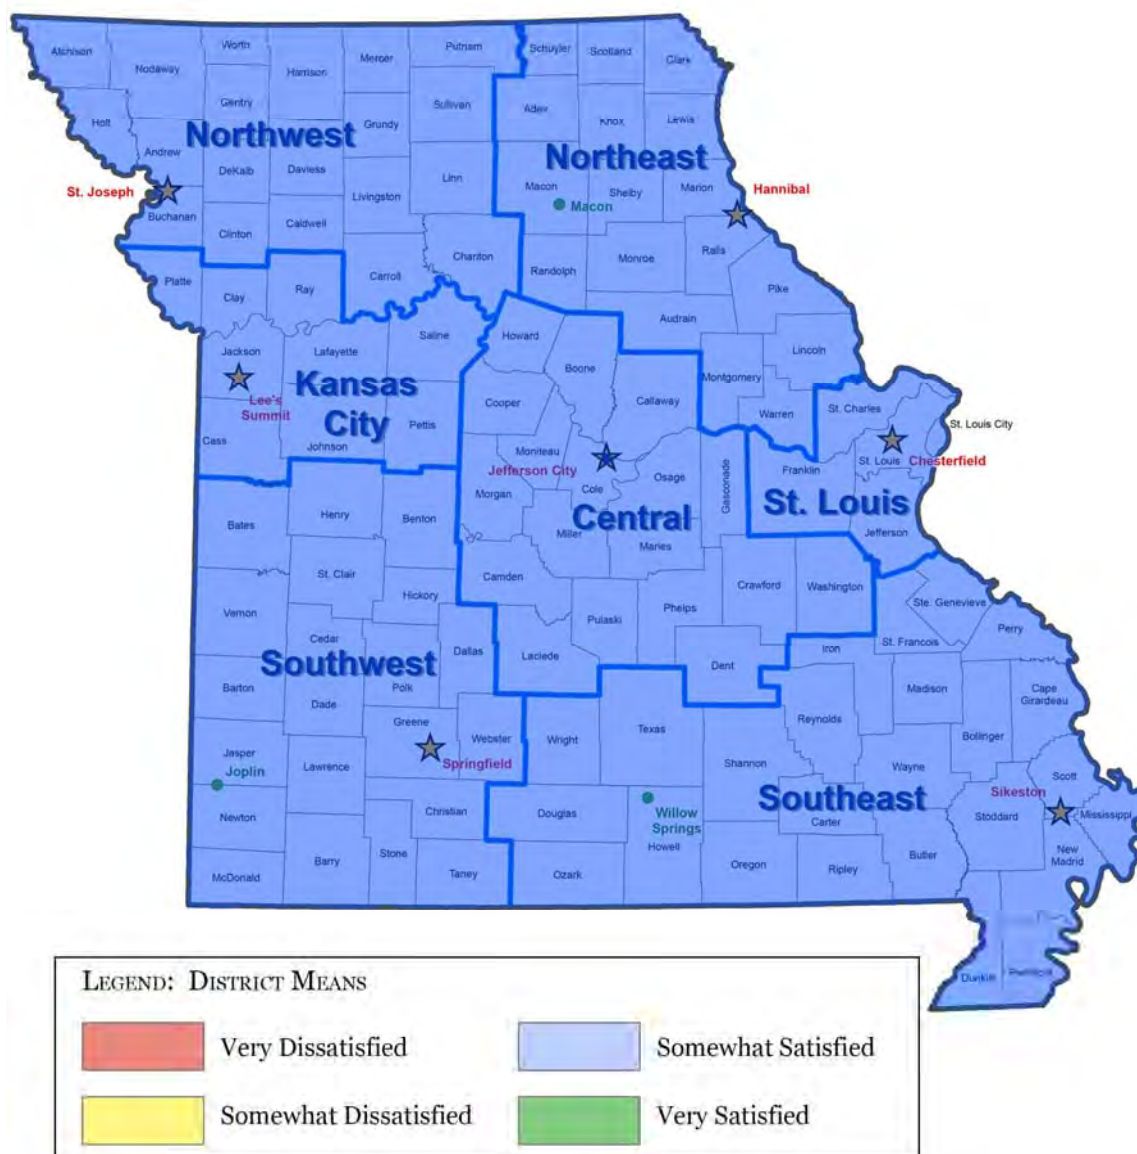 Atchison
Nodaway
Worth
Harrison
Mercer
Putnam
Schuyler
Scotland
Clark
Holt
Gentry
Sullivan
Adair
Knox
Lewis
Andrew
Northwest
Grundy
Northeast
DeKalb
Daviess
Linn
Macon
Shelby
Marion
Hannibal
St. Joseph
Buchanan
Livingston
Macon
Clinton
Caldwell
Chariton
Randolph
Monroe
Ralls
Platte
Clay
Ray
Carroll
Pike
Audrain
Saline
Howard
Boone
Lincoln
Jackson
Lafayette
Montgomery
Kansas
City
Lee's
Summit
Cooper
Callaway
Warren
St. Charles
St. Louis City
Cass
Johnson
Pettis
Moniteau
Jefferson City
Cole
Osage
Gasconade
Franklin
St. Louis
Chesterfield
Morgan
Central
St. Louis
Bates
Henry
Benton
Miller
Maries
Jefferson
St. Clair
Camden
Crawford
Washington
Hickory
Vernon
Pulaski
Phelps
Ste. Genevieve
St. Francois
Perry
Cedar
Southwest
Dallas
Laclede
Dent
Iron
Barton
Polk
Madison
Cape
Girardeau
Dade
Greene
Webster
Wright
Texas
Reynolds
Bollinger
Jasper
Joplin
Lawrence
Springfield
Shannon
Wayne
Scott
Southeast
Sikeston
Newton
Christian
Douglas
Willow
Springs
Howell
Carter
Stoddard
Mississippi
New
Madrid
McDonald
Barry
Stone
Taney
Ozark
Oregon
Ripley
Butler
Dunklin
Pemiscot
LEGEND: DISTRICT MEANS
Very Dissatisfied
Somewhat Satisfied
Somewhat Dissatisfied
Very Satisfied